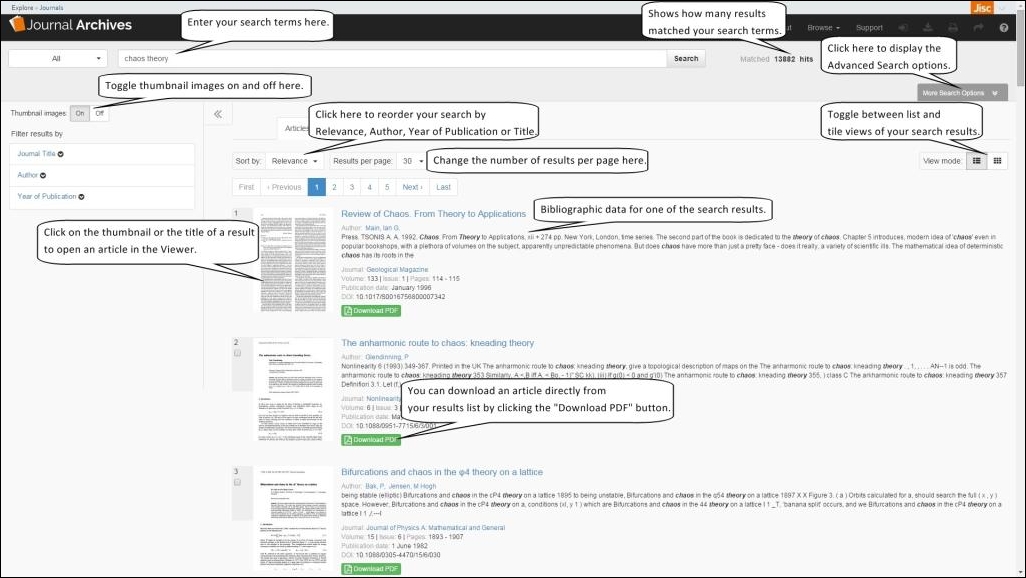 Explore › Journals
Jisc
Journal Archives
Browse
Support
Enter your search terms here.
Shows how many results
matched your search terms.
All
chaos theory
Search
Matched 13882 hits
Click here to display the
Advanced Search options.
Toggle thumbnail images on and off here.
More Search Options
Thumbnail images: On Off
Click here to reorder your search by
Relevance, Author, Year of Publication or Title.
Toggle between list and
tile views of your search results.
Articles
Filter results by
Journal Title
Author
Year of Publication
Sort by: Relevance
Results per page: 30
Change the number of results per page here.
View mode:
First ‹ Previous 1 2 3 4 5 Next › Last
1
Review of Chaos. From Theory to Applications
Bibliographic data for one of the search results.
Click on the thumbnail or the title of a result
to open an article in the Viewer.
Author: Main, Ian G.
Press. TSONIS A. A. 1992. Chaos. From Theory to Applications, xii + 274 pp. New York, London, time series. The second part of the book is dedicated to the theory of chaos. Chapter 5 introduces, modern idea of 'chaos' even in
popular bookshops, with a plethora of volumes on the subject, apparently unpredictable phenomena. But does chaos have more than just a pretty face - does it really, a variety of scientific ills. The mathematical idea of deterministic
chaos has its roots in the
Journal: Geological Magazine
Volume: 133 | Issue: 1 | Pages: 114 - 115
Publication date: January 1996
DOI: 10.1017/S0016756800007342
Download PDF
2
The anharmonic route to chaos: kneading theory
Author: Glendinning, P
Nonlinearity 6 (1993) 349-367. Printed in the UK The anharmonic route to chaos: kneading theory, give a topological description of maps on the The anharmonic route to chaos: kneading theory
anharmonic route to chaos: kneading theory 353 Similarly,
The anharmonic route to chaos: kneading theory 355, ) class C The anharmonic route to chaos: kneading theory 357
Definition 3.1. Let
Journal: Nonlinearity
Volume: 6 | Issue: 3
Publication date:
DOI: 10.1088/0951-7715/6/3/001
You can download an article directly from
your results list by clicking the "Download PDF" button.
Download PDF
3
Bifurcations and chaos in the φ4 theory on a lattice
Author: Bak, P, Jensen, M Hogh
being stable (elliptic) Bifurcations and chaos in the cP4 theory on a lattice 1895 to being unstable, Bifurcations and chaos in the q54 theory on a lattice 1897 X X Figure 3. ( a ) Orbits calculated for a, should search the full ( x , y )
space. However, Bifurcations and chaos in the cP4 theory on a, conditions (xl, y 1 ) which are Bifurcations and chaos in the 44 theory on a lattice I 1 _T, 'banana split' occurs, and we Bifurcations and chaos in the cP4 theory on a
lattice
Journal: Journal of Physics A: Mathematical and General
Volume: 15 | Issue: 6 | Pages: 1893 - 1907
Publication date: 1 June 1982
DOI: 10.1088/0305-4470/15/6/030
Download PDF